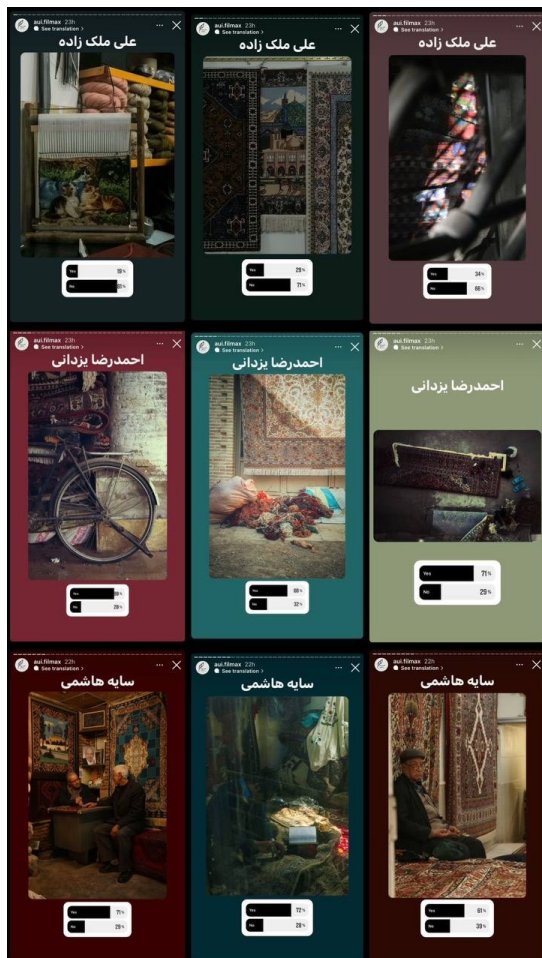 aui.filmax 23h
See translation >
علی ملک زاده
Yes 19%
No 81%
aui.filmax 23h
See translation >
علی ملک زاده
Yes 29%
No 71%
aui.filmax 23h
See translation >
علی ملک زاده
Yes 34%
No 66%
aui.filmax 23h
See translation >
احمدرضا یزدانی
Yes
No
aui.filmax 23h
See translation >
احمدرضا یزدانی
Yes 68%
No 32%
aui.filmax 23h
See translation >
احمدرضا یزدانی
Yes 71%
No 29%
aui.filmax 22h
See translation >
سایه هاشمی
Yes 71%
No 29%
aui.filmax 22h
See translation >
سایه هاشمی
Yes 72%
No 28%
aui.filmax 22h
See translation >
سایه هاشمی
Yes 61%
No 39%